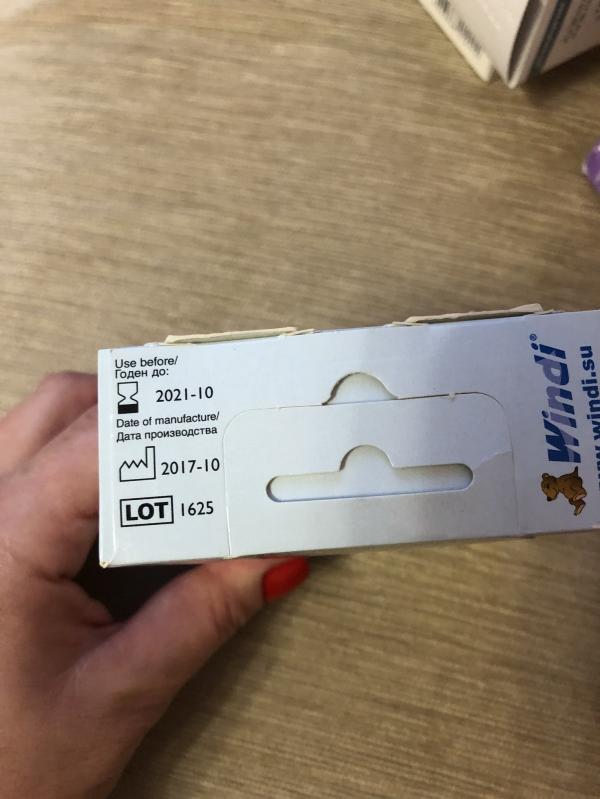 Use before/
Годен до:
2021-10
Date of manufacture/
Дата производства
2017-10
LOT 1625
Windi®
www.windi.su